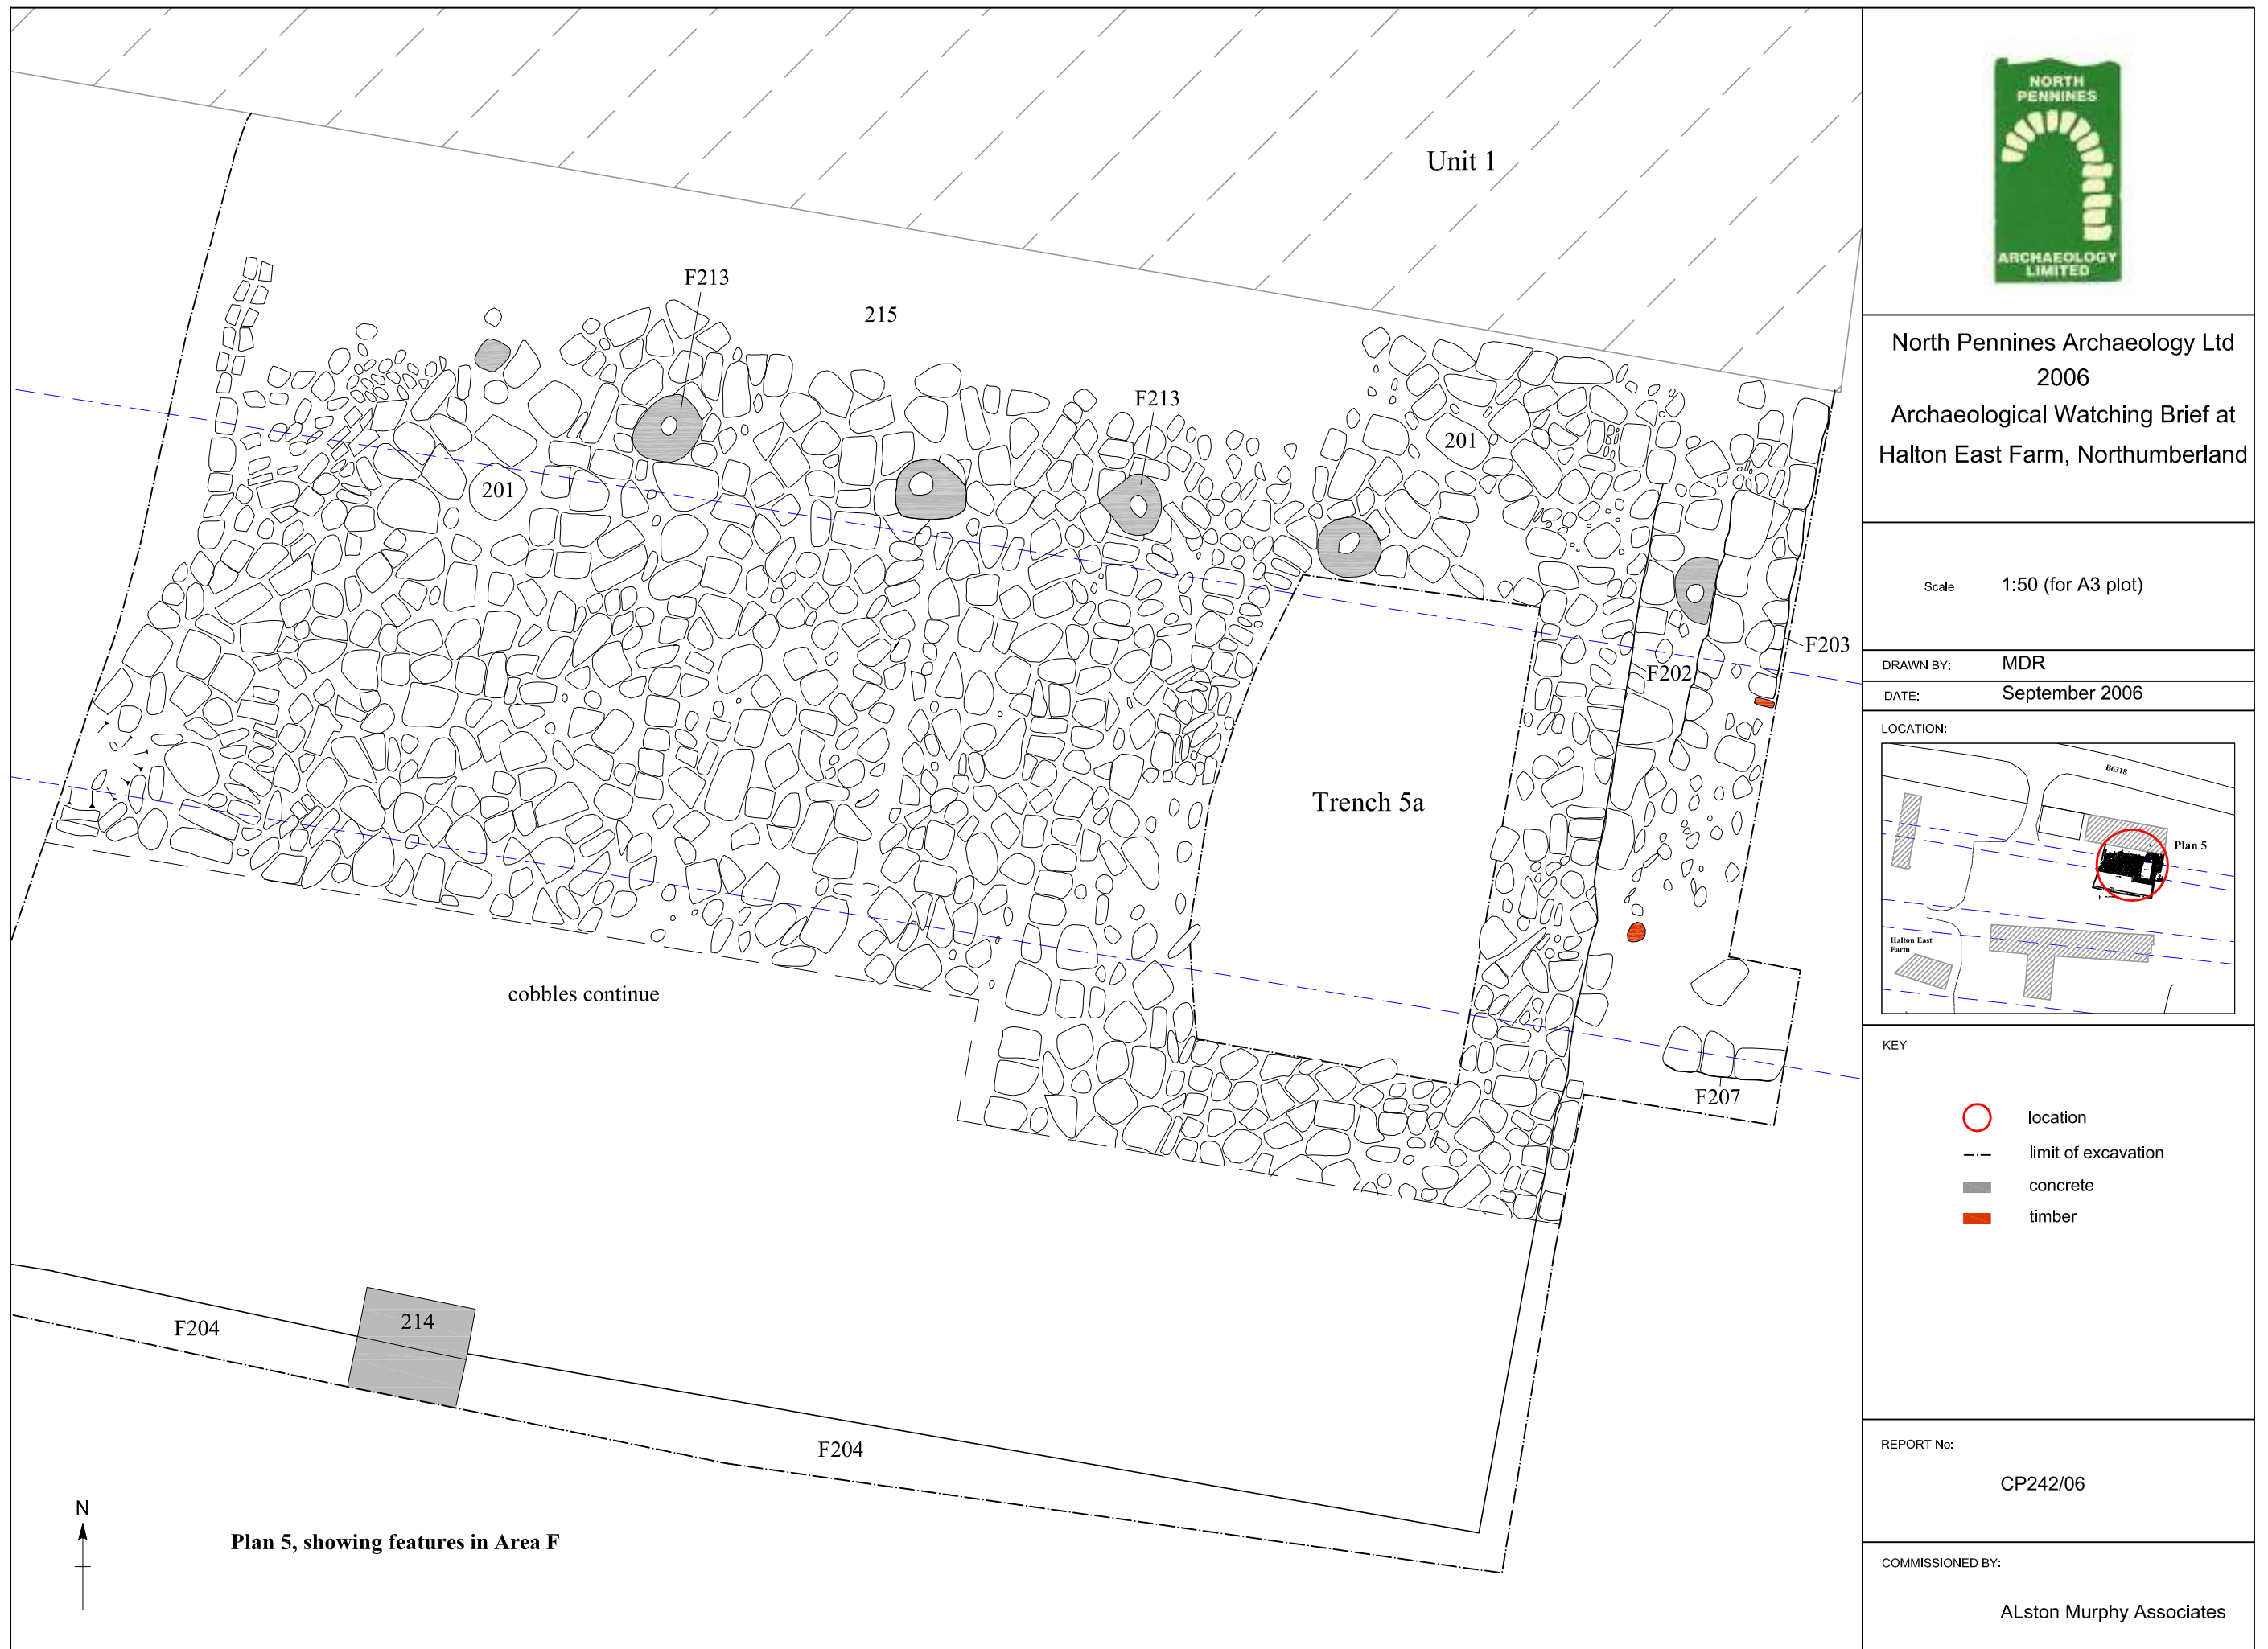 Unit 1
F213
215
F213
201
201
F203
F202
Trench 5a
cobbles continue
F207
214
F204
F204
N
Plan 5, showing features in Area F
NORTH
PENNINES
ARCHAEOLOGY
LIMITED
North Pennines Archaeology Ltd
2006
Archaeological Watching Brief at
Halton East Farm, Northumberland
Scale 1:50 (for A3 plot)
DRAWN BY: MDR
DATE: September 2006
LOCATION:
B6318
Plan 5
Halton East
Farm
KEY
location
limit of excavation
concrete
timber
REPORT No:
CP242/06
COMMISSIONED BY:
ALston Murphy Associates